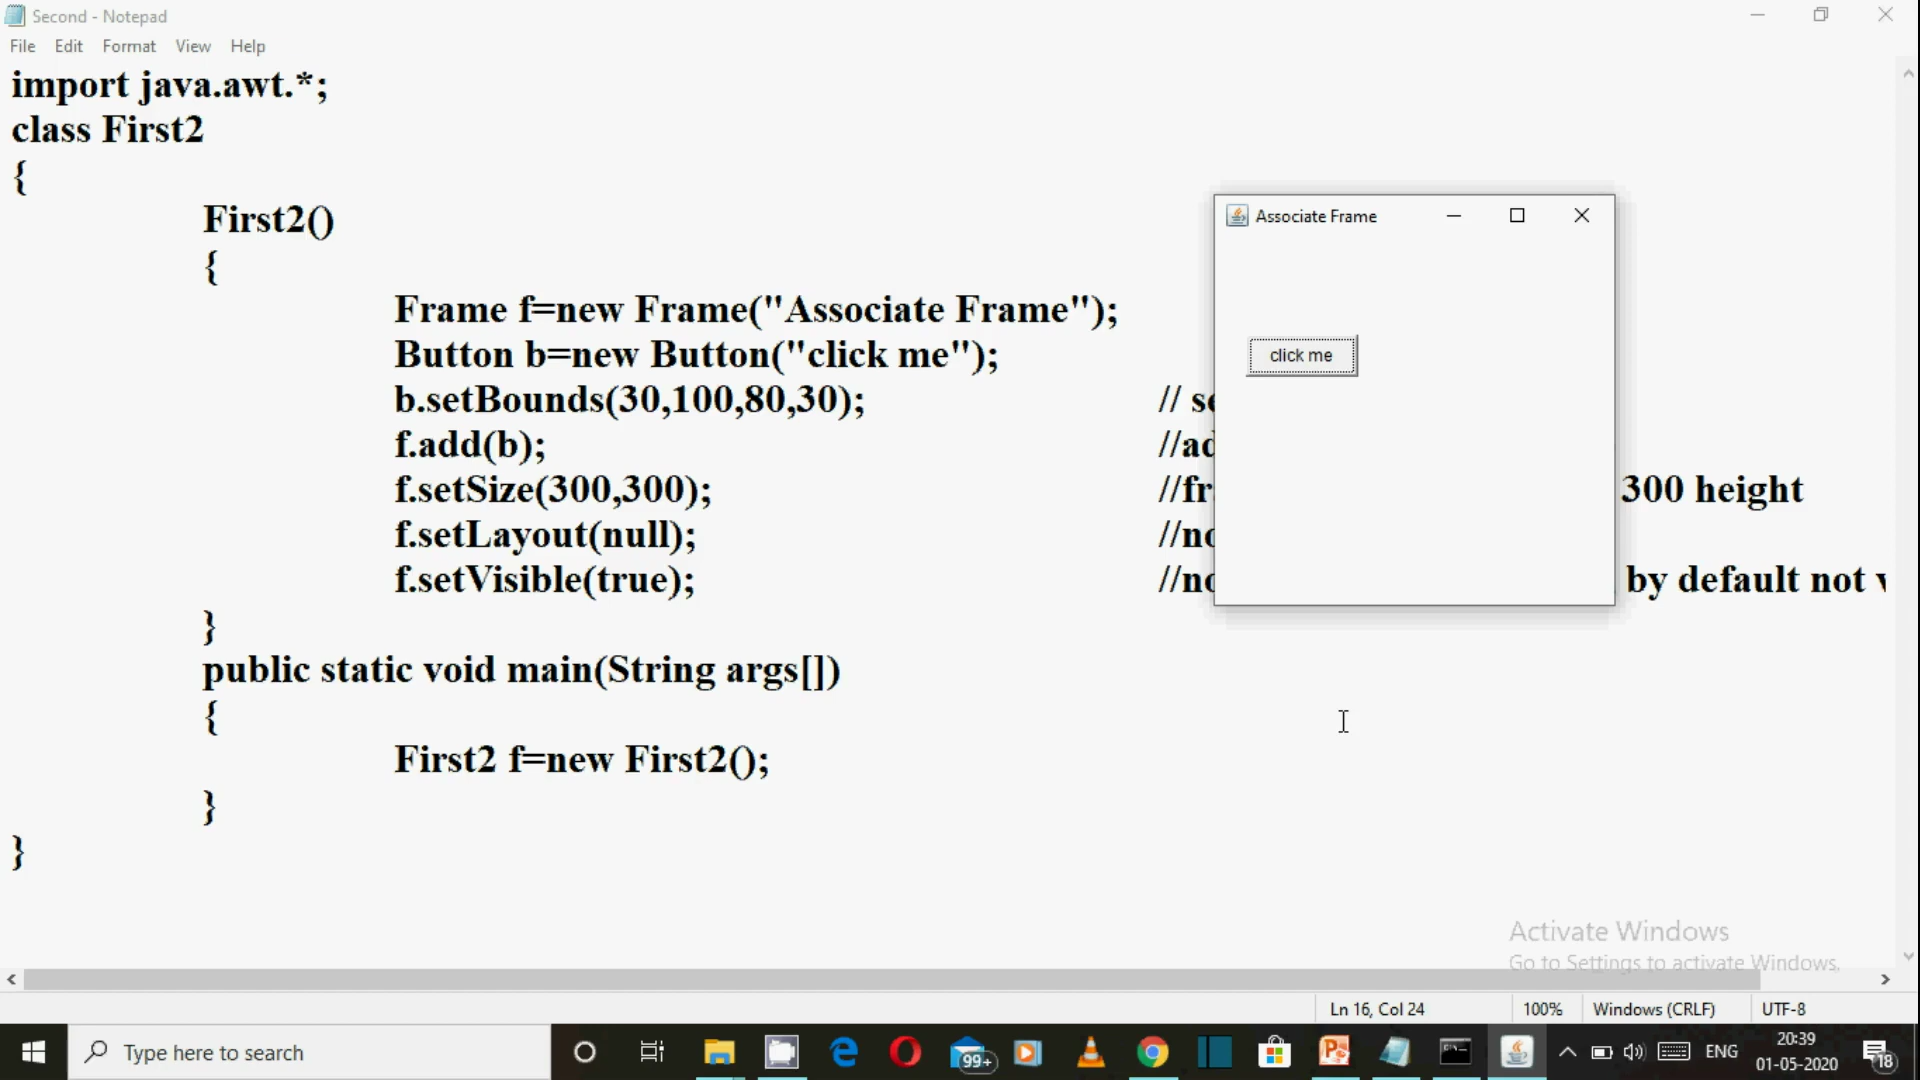 Second - Notepad
File Edit Format View Help
import java.awt.*;
class First2
{
First2()
{
Frame f=new Frame("Associate Frame");
Button b=new Button("click me");
b.setBounds(30,100,80,30); //
f.add(b); //
f.setSize(300,300); // 300 height
f.setLayout(null); //
f.setVisible(true); // by default not
}
public static void main(String args[])
{
First2 f=new First2();
}
}
Associate Frame
click me
Activate Windows
Go to Settings to activate Windows.
Ln 16, Col 24 100% Windows (CRLF) UTF-8
Type here to search
99+
ENG
20:39
01-05-2020
18